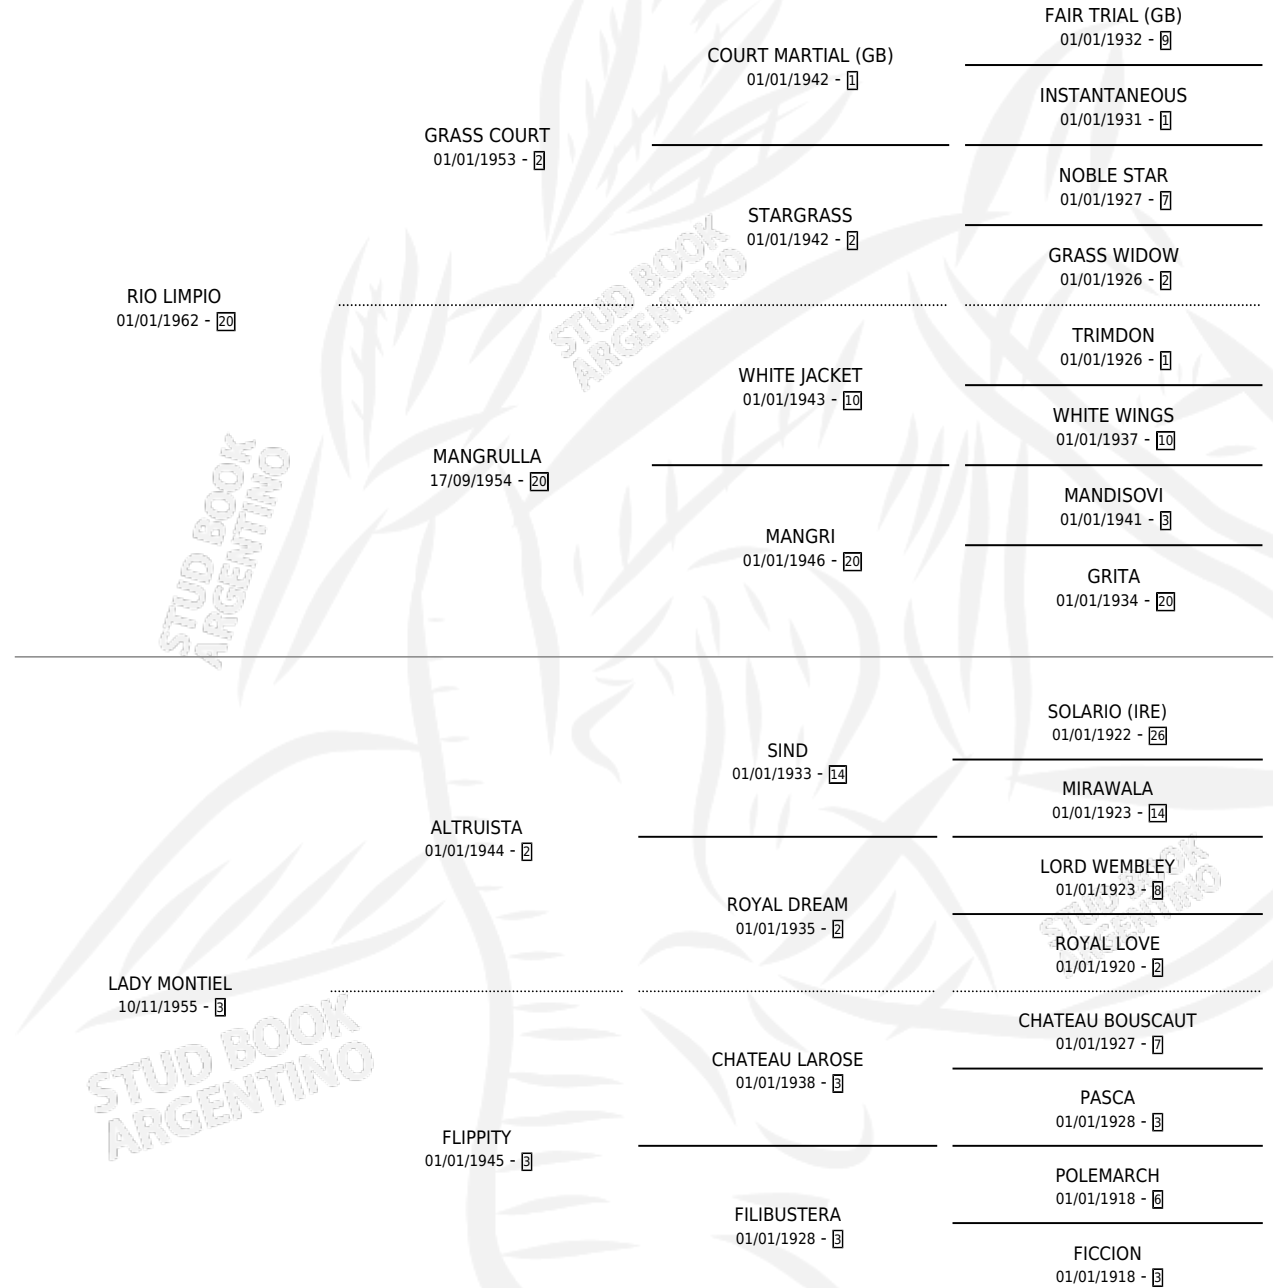 FAIR TRIAL (GB)
01/01/1932 - 9
COURT MARTIAL (GB)
01/01/1942 - 1
INSTANTANEOUS
01/01/1931 - 1
GRASS COURT
01/01/1953 - 2
NOBLE STAR
01/01/1927 - 7
STARGRASS
01/01/1942 - 2
GRASS WIDOW
01/01/1926 - 2
RIO LIMPIO
01/01/1962 - 20
STUD BOOK
ARGENTINO
TRIMDON
01/01/1926 - 1
WHITE JACKET
01/01/1943 - 10
WHITE WINGS
01/01/1937 - 10
MANGRULLA
17/09/1954 - 20
MANDISOVI
01/01/1941 - 3
MANGRI
01/01/1946 - 20
GRITA
01/01/1934 - 20
STUD BOOK
ARGENTINO
SOLARIO (IRE)
01/01/1922 - 26
SIND
01/01/1933 - 14
MIRAWALA
01/01/1923 - 14
ALTRUISTA
01/01/1944 - 2
LORD WEMBLEY
01/01/1923 - 8
ROYAL DREAM
01/01/1935 - 2
ROYAL LOVE
01/01/1920 - 2
STUD BOOK
ARGENTINO
LADY MONTIEL
10/11/1955 - 3
CHATEAU BOUSCAUT
01/01/1927 - 7
CHATEAU LAROSE
01/01/1938 - 3
PASCA
01/01/1928 - 3
STUD BOOK
ARGENTINO
FLIPPITY
01/01/1945 - 3
POLEMARCH
01/01/1918 - 6
FILIBUSTERA
01/01/1928 - 3
FICCION
01/01/1918 - 3